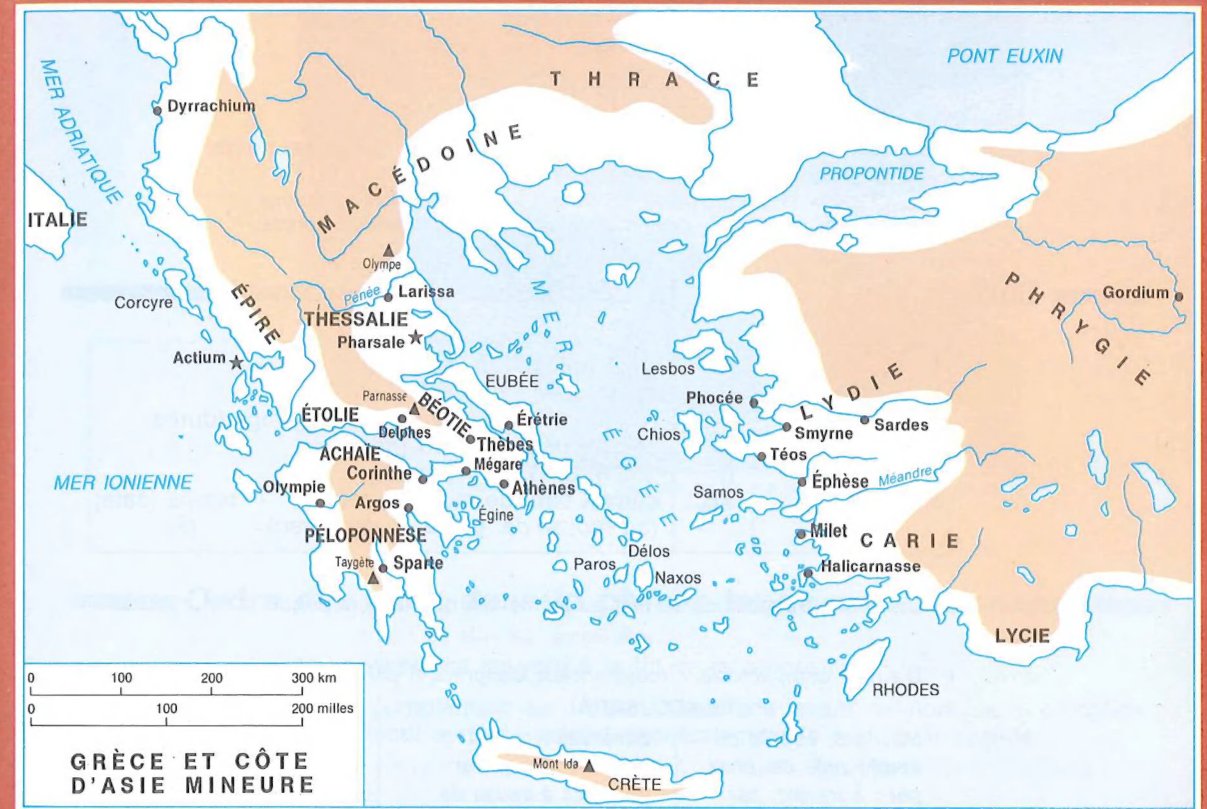 PONT EUXIN
THRACE
MER ADRIATIQUE
Dyrrachium
MACÉDOINE
PROPONTIDE
ITALIE
Olympe
PHRYGIE
Gordium
Corcyre
ÉPIRE
Pénée
Larissa
MER ÉGÉE
THESSALIE
Pharsale
Actium
Lesbos
EUBÉE
LYDIE
Parnasse
BÉOTIE
Phocée
ÉTOLIE
Delphes
Érétrie
Smyrne
Sardes
Chios
Thèbes
ACHAÏE
Mégare
Téos
Corinthe
MER IONIENNE
Olympie
Athènes
Éphèse
Méandre
Samos
Argos
Égine
PÉLOPONNÈSE
Milet
CARIE
Délos
Taygète
Sparte
Paros
Naxos
Halicarnasse
LYCIE
RHODES
0 100 200 300 km
0 100 200 milles
GRÈCE ET CÔTE
D'ASIE MINEURE
Mont Ida
CRÈTE